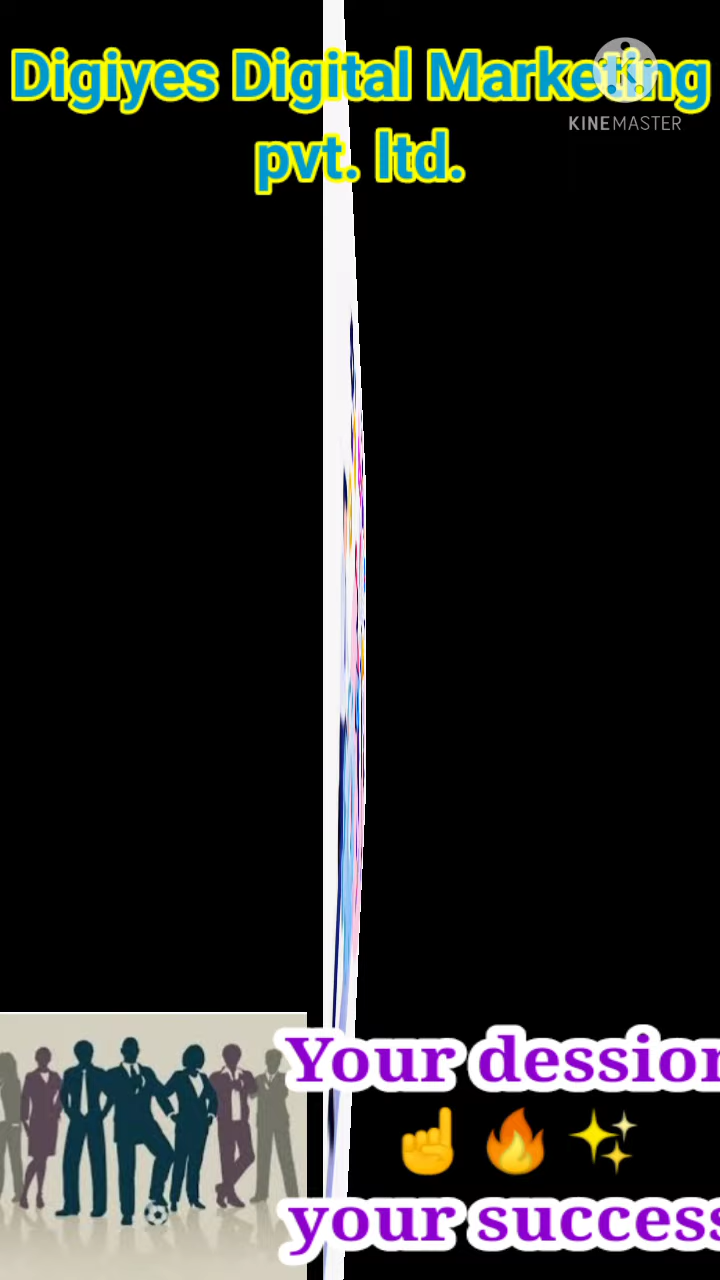 Digiyes Digital Marketing
pvt. ltd.
KINEMASTER
Your dession
☝🔥✨
your success